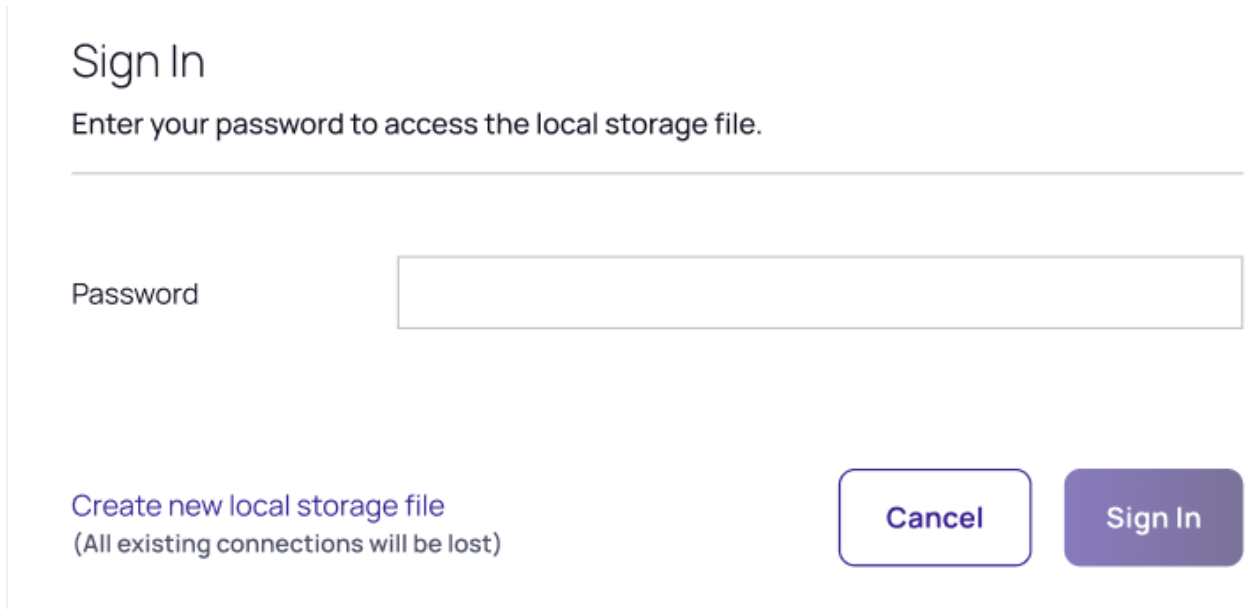 Sign In
Enter your password to access the local storage file.
Password
Create new local storage file
(All existing connections will be lost)
Cancel
Sign In